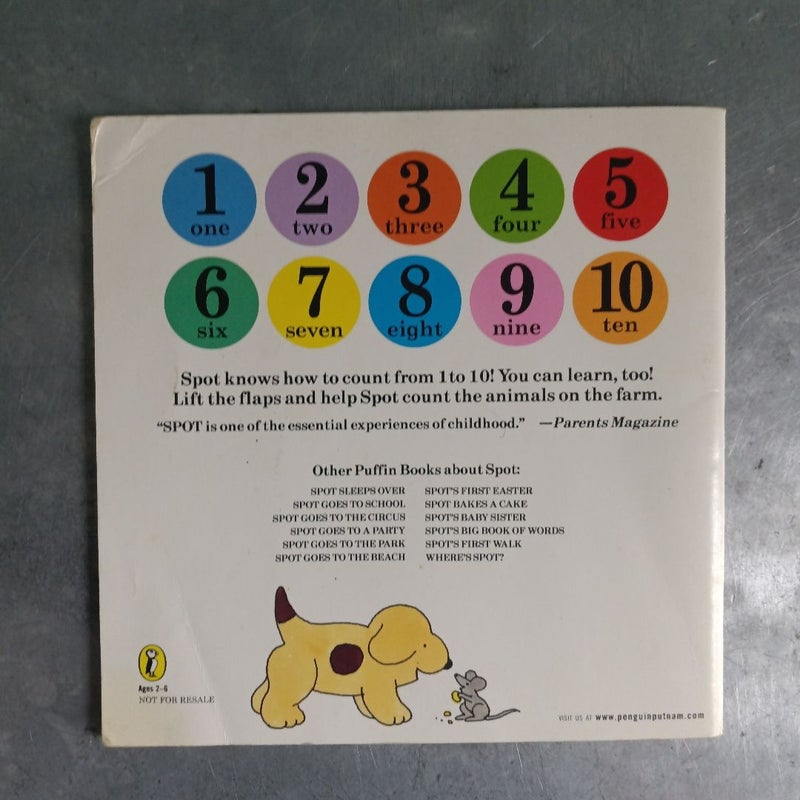 1 2 3 4 5
one two three four five
6 7 8 9 10
six seven eight nine ten
Spot knows how to count from 1 to 10! You can learn, too!
Lift the flaps and help Spot count the animals on the farm.
“SPOT is one of the essential experiences of childhood.” —Parents Magazine
Other Puffin Books about Spot:
SPOT SLEEPS OVER
SPOT GOES TO SCHOOL
SPOT GOES TO THE CIRCUS
SPOT GOES TO A PARTY
SPOT GOES TO THE PARK
SPOT GOES TO THE BEACH
SPOT'S FIRST EASTER
SPOT BAKES A CAKE
SPOT'S BABY SISTER
SPOT'S BIG BOOK OF WORDS
SPOT'S FIRST WALK
WHERE'S SPOT?
Ages 2–6
NOT FOR RESALE
VISIT US AT www.penguinputnam.com